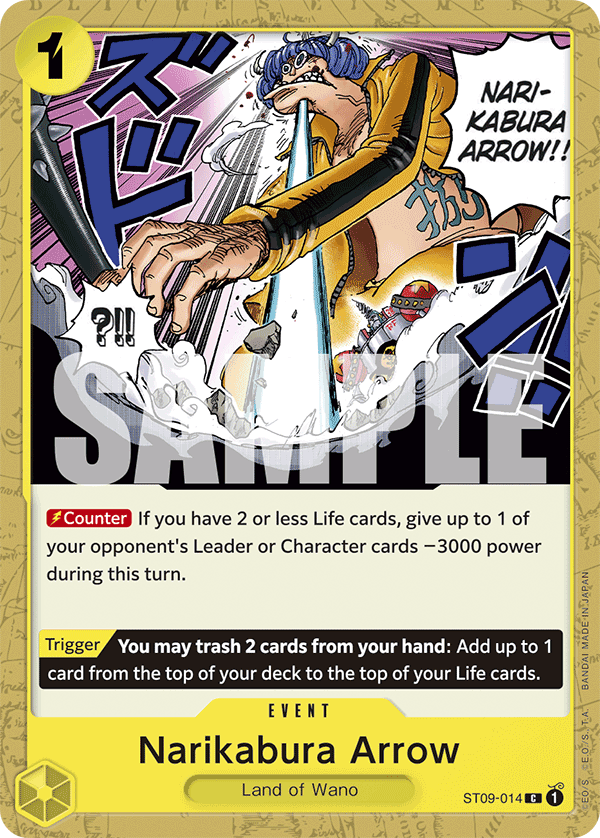 DLICHES EISMEER
1
ズドン
NARI-
KABURA
ARROW!!
?!!
SAMPLE
Counter If you have 2 or less Life cards, give up to 1 of
your opponent's Leader or Character cards −3000 power
during this turn.
Trigger You may trash 2 cards from your hand: Add up to 1
card from the top of your deck to the top of your Life cards.
EVENT
Narikabura Arrow
Land of Wano
ST09-014 C 1
©E.O./S., T.A. BANDAI MADE IN JAPAN